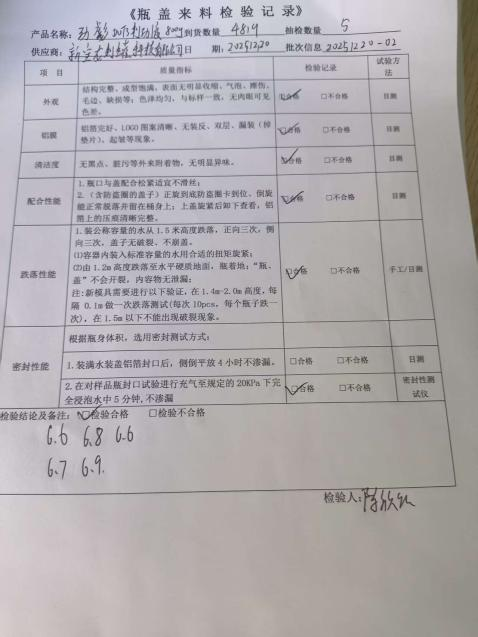 《瓶盖来料检验记录》
产品名称: 到货数量 4819 抽检数量 5
供应商: 日期: 20251220 批次信息 20251220-02
项 目 质量指标 检验记录 试验方法
外观 结构完整、成型饱满、表面无明显收缩、气泡、擦伤、毛边、缺损等；色泽均匀，与标样一致，无肉眼可见色差。 ☑合格 □不合格 目测
铝膜 铝箔完好、LOGO 图案清晰、无装反、双层、漏装（掉垫片）、起皱等现象。 ☑合格 □不合格 目测
清洁度 无黑点、脏污等外来附着物，无明显异味。 ☑合格 □不合格 目测
配合性能 1.瓶口与盖配合松紧适宜不滑丝；
2.（含防盗圈的盖子）正旋到底防盗圈卡到位、倒旋能正常脱落并留在桶身上；上盖旋紧后卸下查看，铝箔上的压痕清晰完整。 ☑合格 □不合格 目测
跌落性能 1.装公称容量的水从 1.5 米高度跌落，正向三次，侧向三次，盖子无破裂、不崩盖。
⑴容器内装入标准容量的水用合适的扭矩旋紧；
⑵由 1.2m 高度跌落至水平硬质地面，瓶着地；“瓶、盖”不会开裂，内容物无泄漏；
注：新模具需要进行以下验证，在 1.4m-2.0m 高度，每隔 0.1m 做一次跌落测试(每次 10pcs，每个瓶子跌一次），在 1.5m 以下不能出现破裂现象。 ☑合格 □不合格 手工/目测
密封性能 根据瓶身体积，选用密封测试方式：
1.装满水装盖铝箔封口后，侧倒平放 4 小时不渗漏。 □合格 □不合格 目测
2.在对样品瓶封口试验进行充气至规定的 20KPa 下完全浸泡水中 5 分钟，不渗漏 ☑合格 □不合格 密封性测试仪
检验结论及备注: ☑检验合格 □检验不合格
6.6 6.8 6.6
6.7 6.9.
检验人: